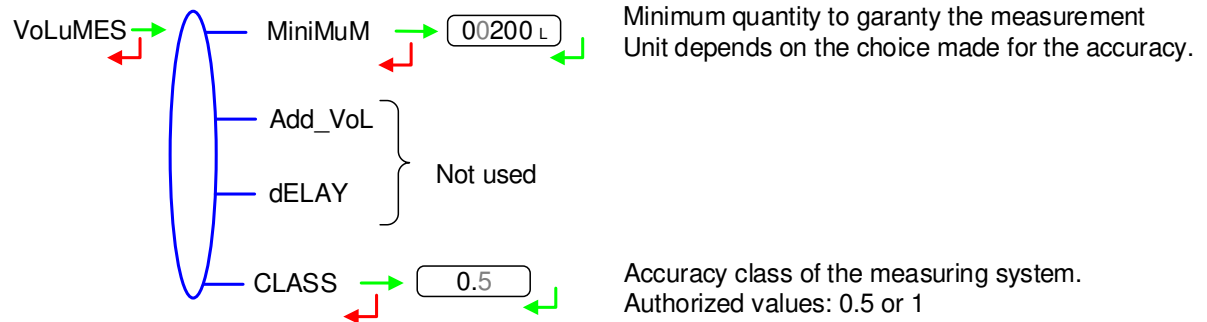 VoLuMES
MiniMuM
00200 L
Minimum quantity to garanty the measurement
Unit depends on the choice made for the accuracy.
Add_VoL
dELAY
Not used
CLASS
0.5
Accuracy class of the measuring system.
Authorized values: 0.5 or 1